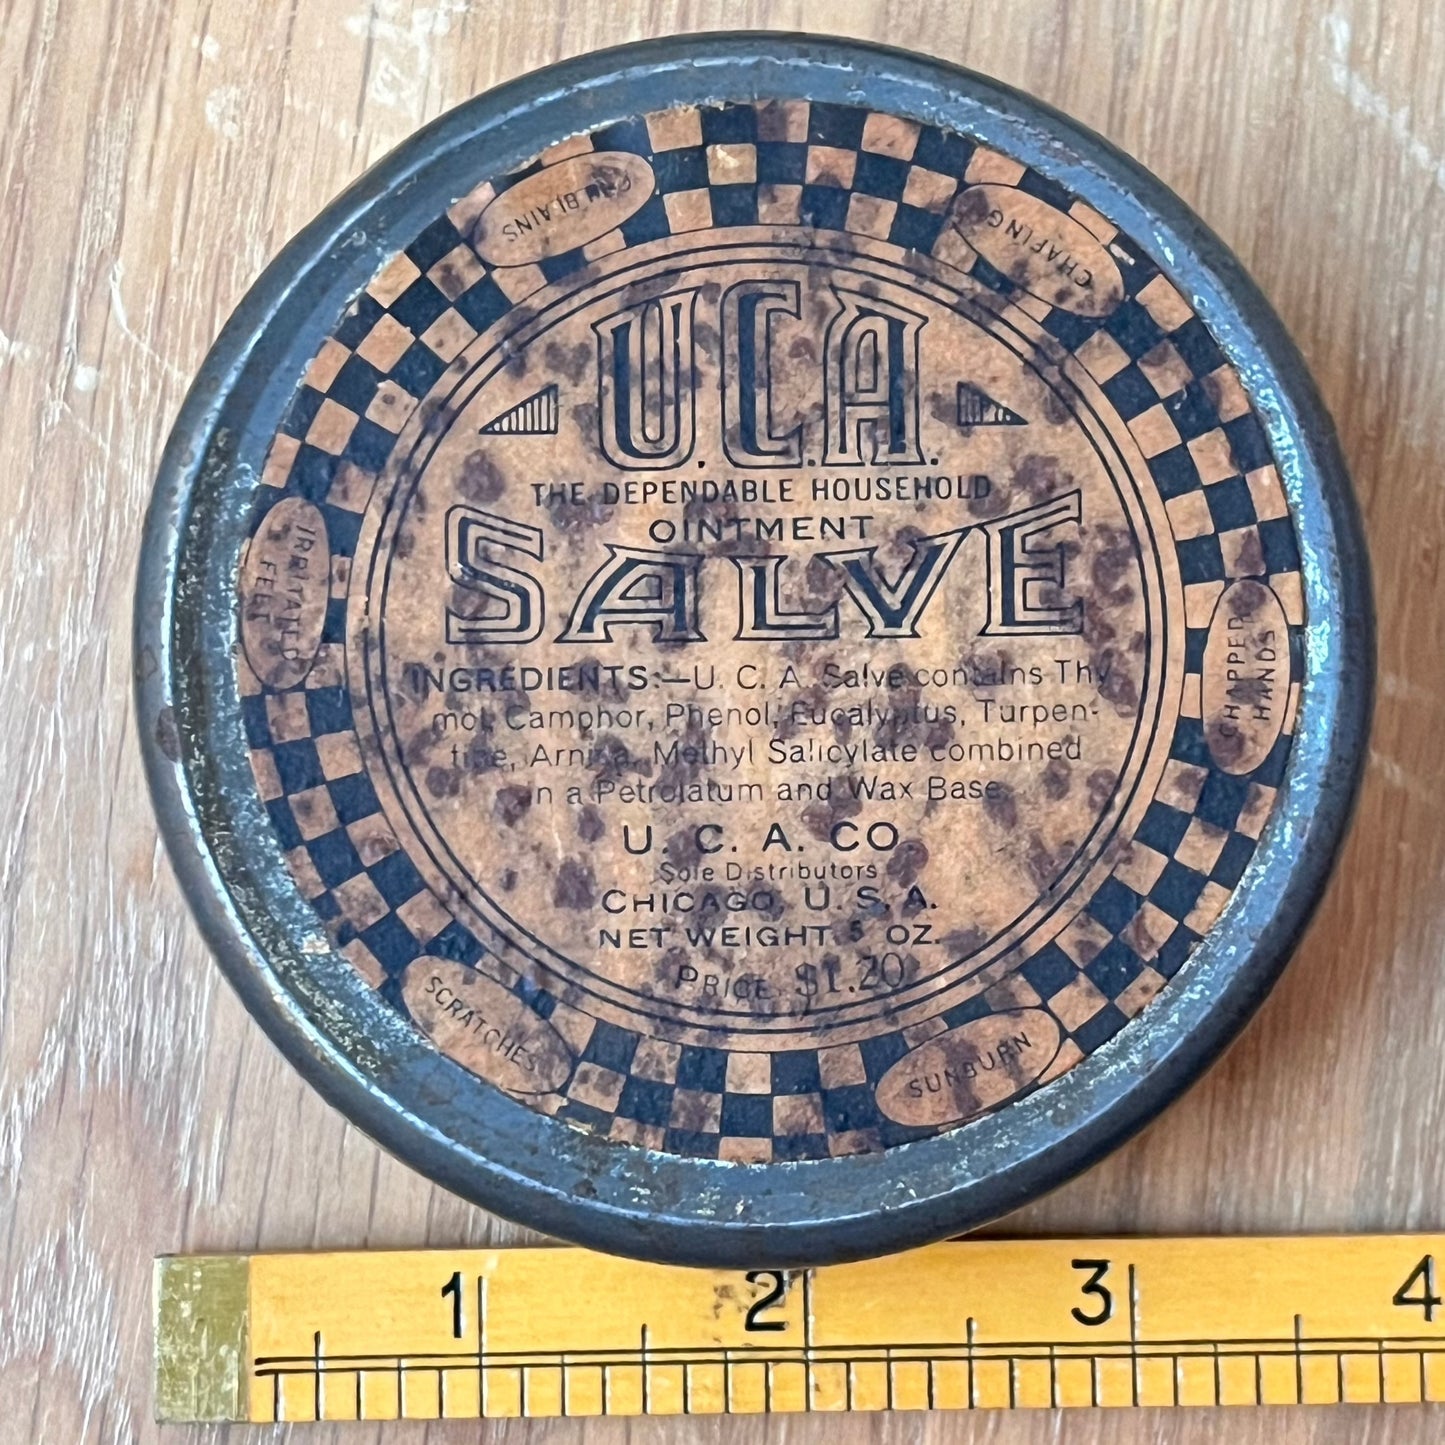 U.C.A.
THE DEPENDABLE HOUSEHOLD
OINTMENT
SALVE
INGREDIENTS:—U. C. A. Salve contains Thy
mol, Camphor, Phenol, Eucalyptus, Turpen-
tine, Arnica, Methyl Salicylate combined
in a Petrolatum and Wax Base
U. C. A. CO
Sole Distributors
CHICAGO, U. S. A.
NET WEIGHT 5 OZ.
PRICE $1.20
CHILBLAINS
CHAFING
CHAPPED
HANDS
SUNBURN
SCRATCHES
IRRITATED
FEET
1 2 3 4